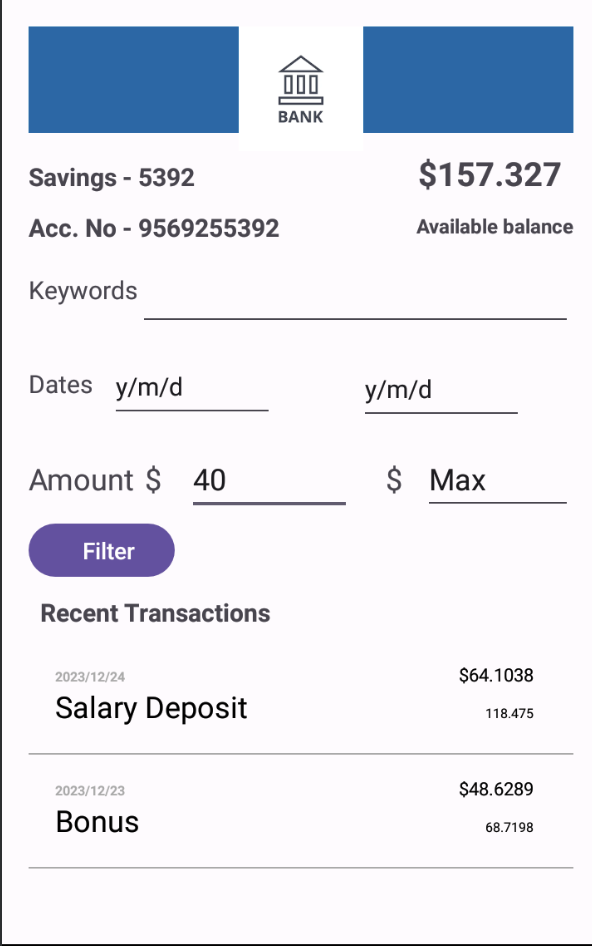 BANK
Savings - 5392 $157.327
Acc. No - 9569255392 Available balance
Keywords
Dates y/m/d y/m/d
Amount $ 40 $ Max
Filter
Recent Transactions
2023/12/24 $64.1038
Salary Deposit 118.475
2023/12/23 $48.6289
Bonus 68.7198